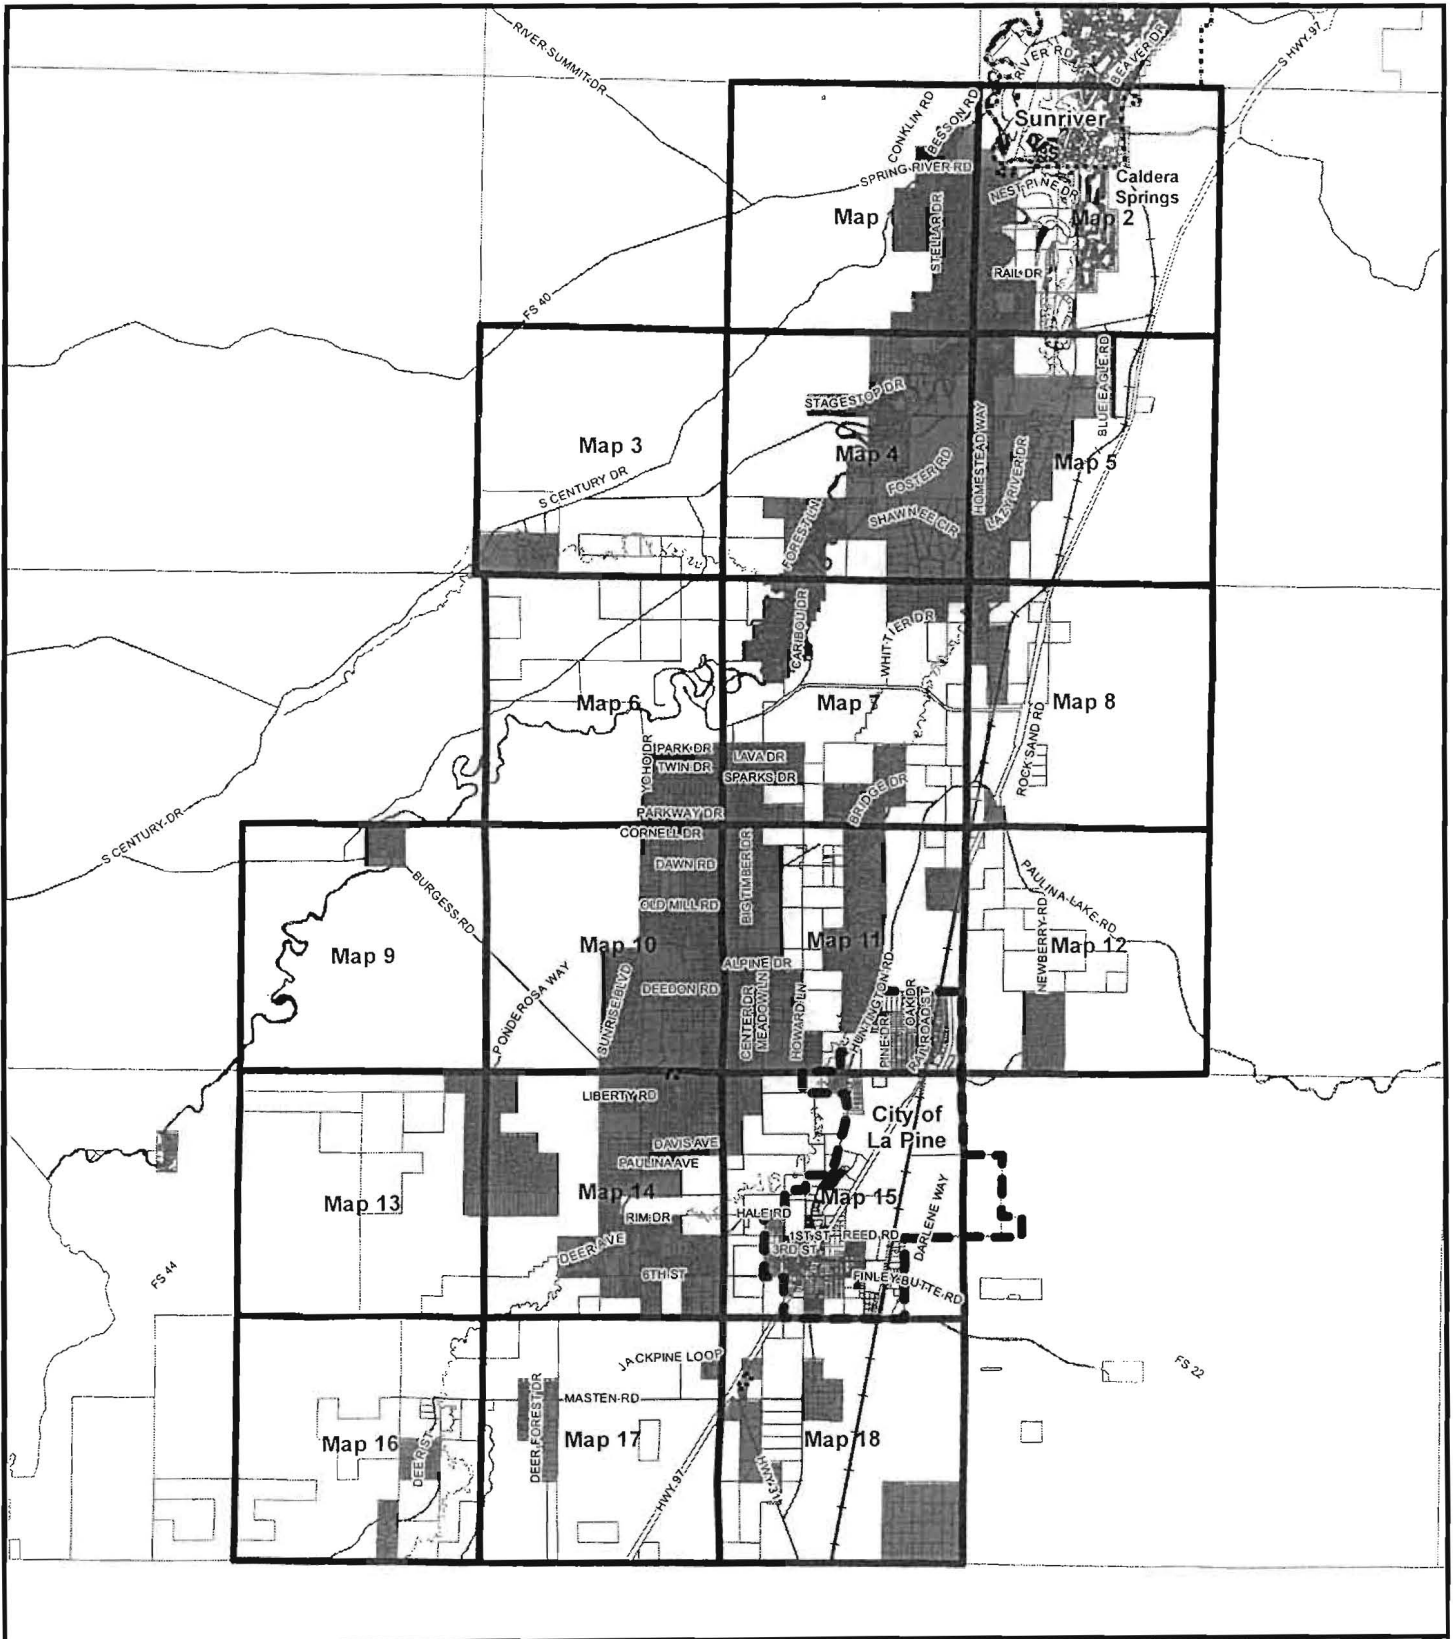 RIVER SUMMIT DR
RIVER RD
BEAVER DR
S HWY 97
CONKLIN RD
BESSON RD
Sunriver
SPRING RIVER RD
NEST PINE DR
Caldera
Springs
Map
STELLAR DR
Map 2
RAIL DR
FS 40
BLUE EAGLE RD
STAGESTOP DR
Map 3
Map 4
HOMESTEAD WAY
Map 5
FOSTER RD
LAZY RIVER DR
S CENTURY DR
SHAWNEE CIR
FOREST LN
CARIBOU DR
WHITTIER DR
Map 6
Map 7
Map 8
ROCK SAND RD
YOHO DR
PARK DR
LAVA DR
TWIN DR
SPARKS DR
BRIDGE DR
PARKWAY DR
S CENTURY DR
CORNELL DR
BIG TIMBER DR
DAWN RD
PAULINA LAKE RD
BURGESS RD
OLD MILL RD
NEWBERRY RD
Map 9
Map 10
Map 11
Map 12
PONDEROSA WAY
SUNRISE BLVD
ALPINE DR
DEEDON RD
CENTER DR
MEADOW LN
HOWARD LN
HUNTINGTON RD
PINE DR
OAK DR
RAILROAD ST
LIBERTY RD
City of
La Pine
DAVIS AVE
PAULINA AVE
Map 13
Map 14
Map 15
DARLENE WAY
RIM DR
HALE RD
1ST ST
REED RD
3RD ST
DEER AVE
6TH ST
FINLEY BUTTE RD
FS 44
JACKPINE LOOP
FS 22
DEER FOREST DR
MASTEN RD
Map 16
DEER ST
Map 17
Map 18
HWY 97
HWY 31